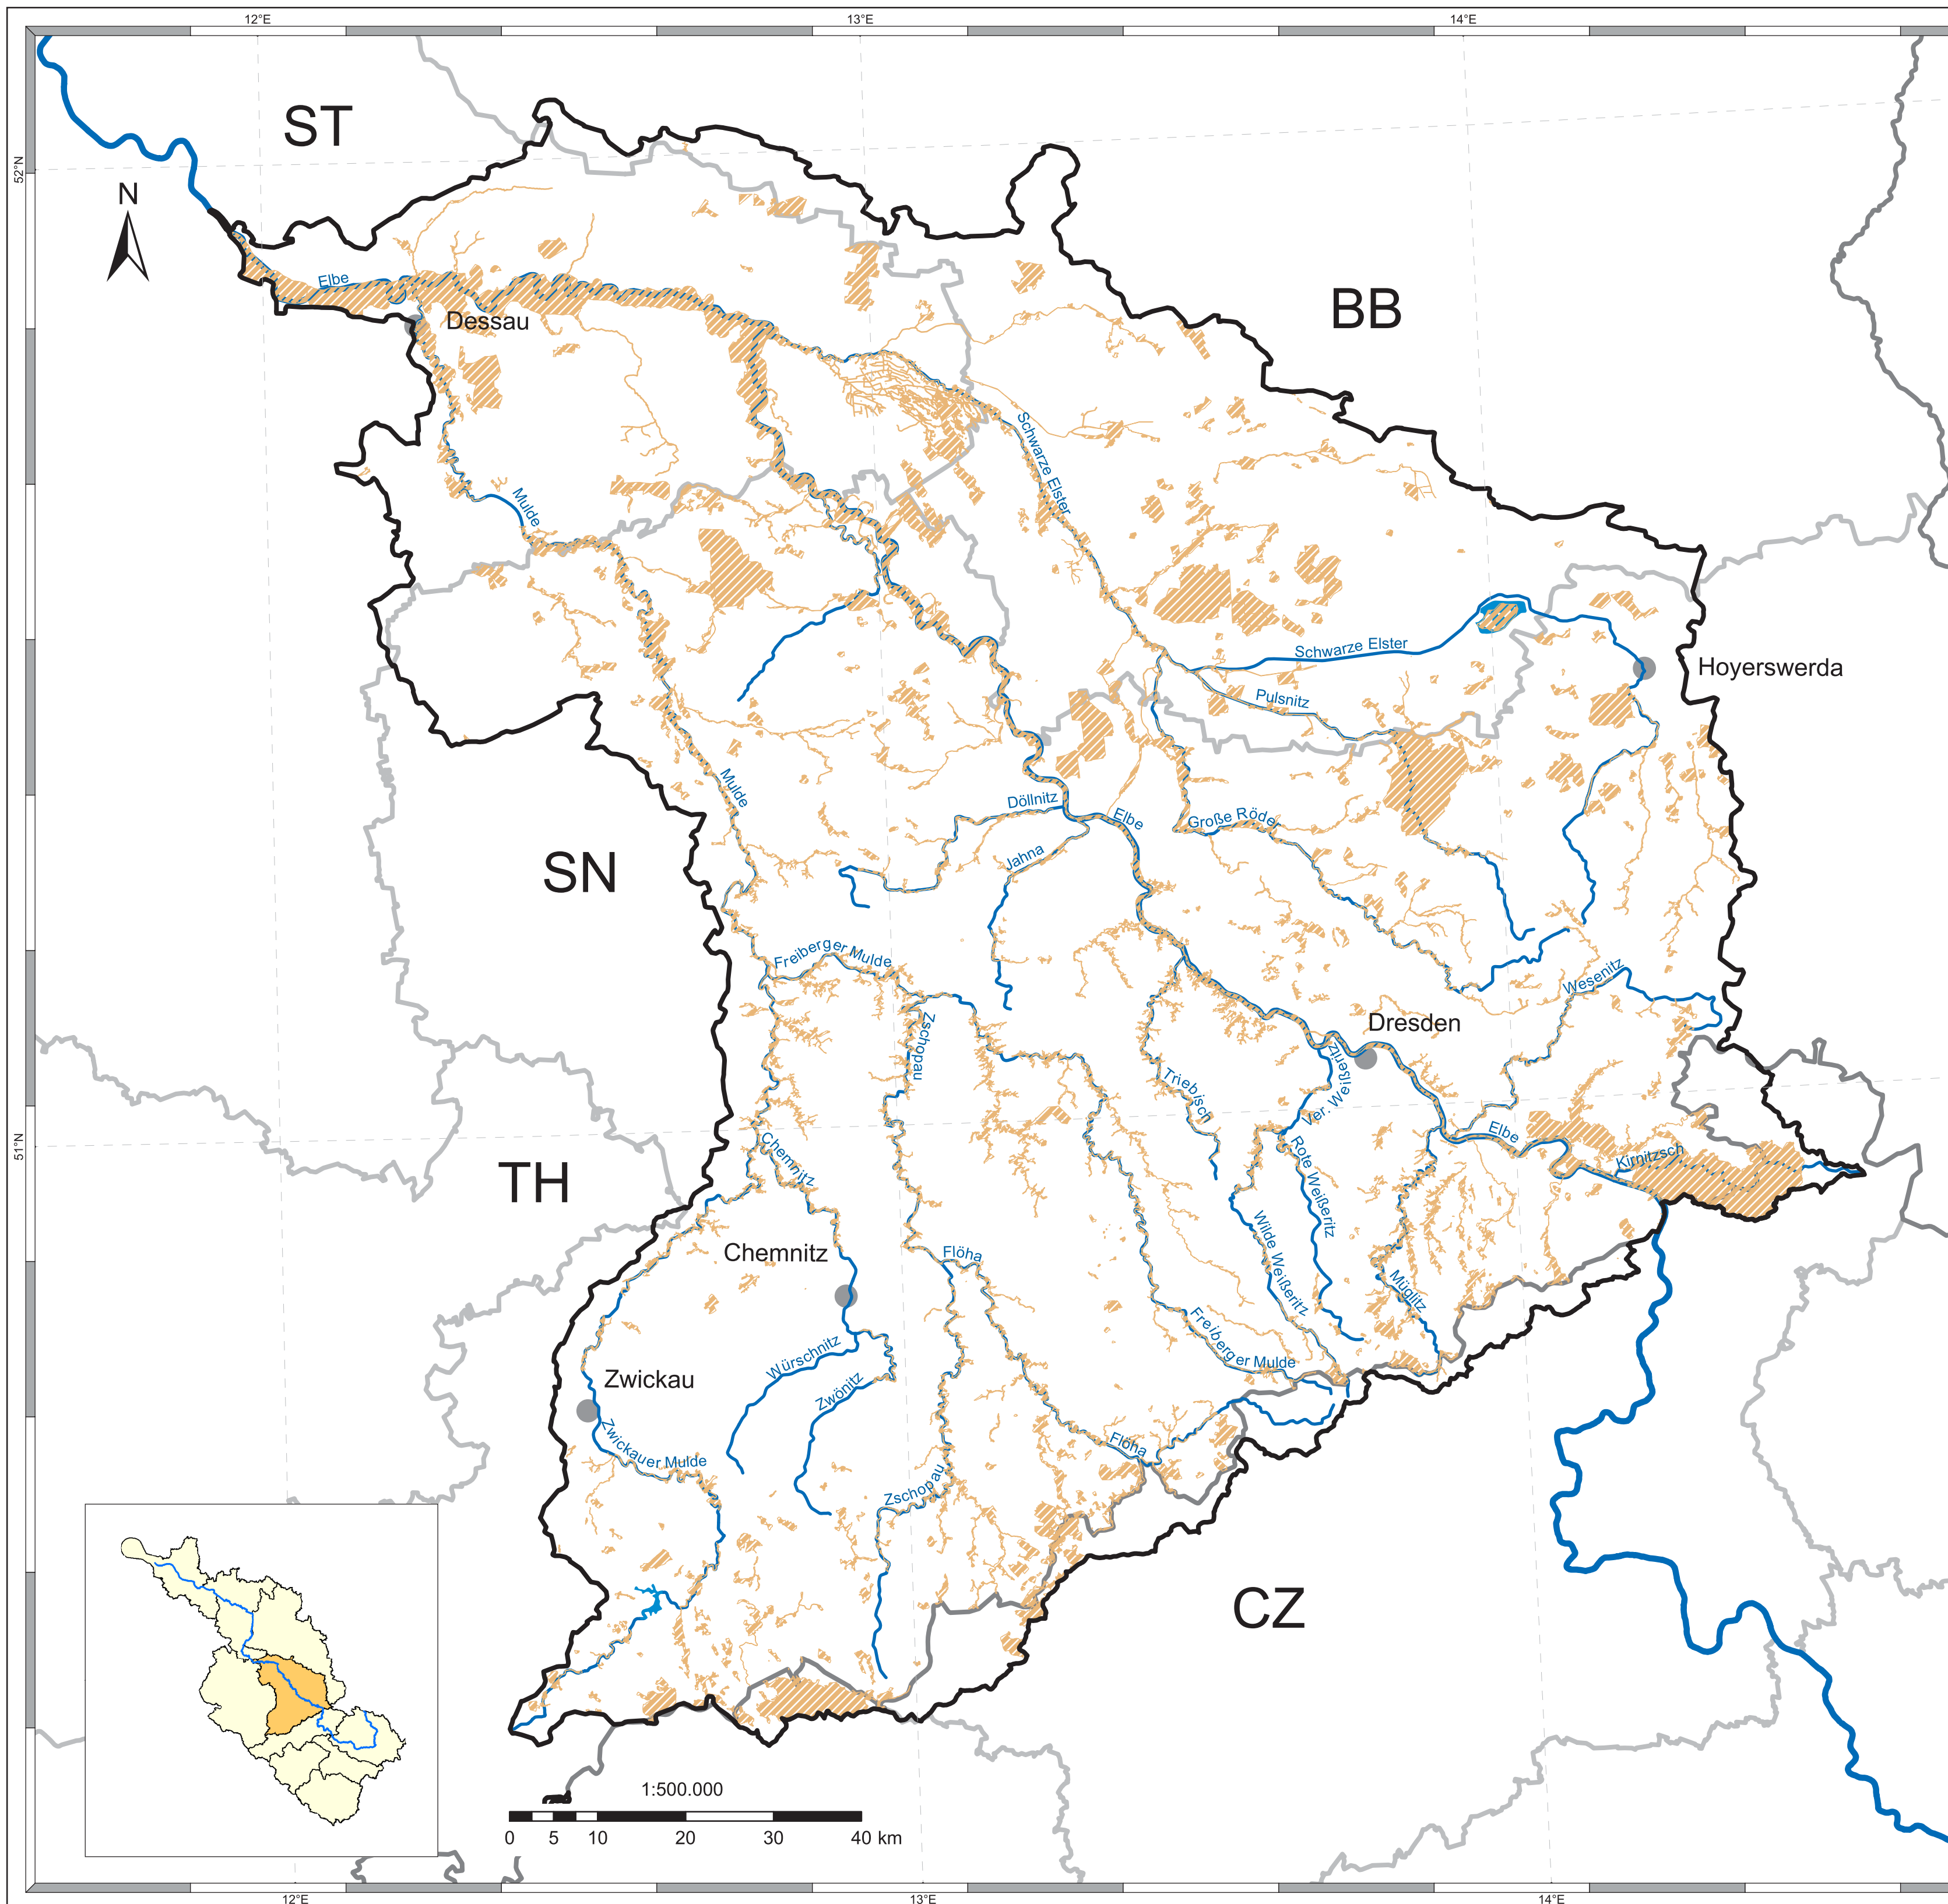 12°E
13°E
14°E
52°N
ST
N
Elbe
Dessau
BB
Schwarze Elster
Mulde
Schwarze Elster
Hoyerswerda
Pulsnitz
Mulde
Döllnitz
Elbe
Große Röder
Jahna
SN
Freiberger Mulde
Wesenitz
Zschopau
Dresden
Ver. Weißeritz
Triebisch
51°N
Elbe
Kirnitzsch
Chemnitz
Rote Weißeritz
TH
Wilde Weißeritz
Chemnitz
Flöha
Müglitz
Freiberger Mulde
Würschnitz
Zwickau
Zwönitz
Zwickauer Mulde
Flöha
Zschopau
CZ
1:500.000
0 5 10 20 30 40 km
12°E
13°E
14°E